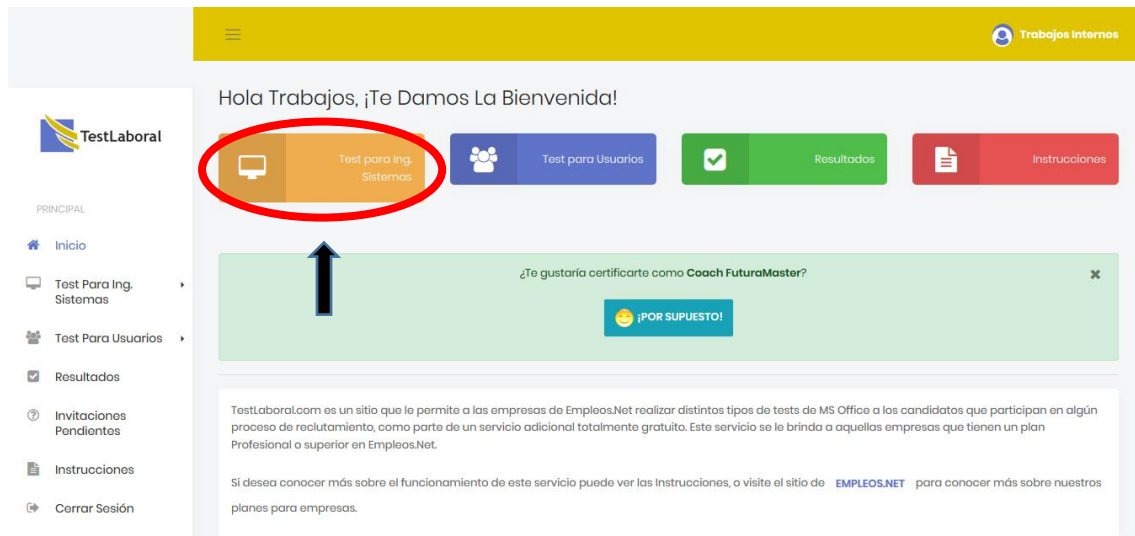 Trabajos Internos
Hola Trabajos, ¡Te Damos La Bienvenida!
TestLaboral
Test para Ing.
Sistemas
Test para Usuarios
Resultados
Instrucciones
PRINCIPAL
Inicio
Test Para Ing.
Sistemas
Test Para Usuarios
Resultados
Invitaciones
Pendientes
Instrucciones
Cerrar Sesión
¿Te gustaría certificarte como Coach FuturaMaster?
¡POR SUPUESTO!
TestLaboral.com es un sitio que le permite a las empresas de Empleos.Net realizar distintos tipos de tests de MS Office a los candidatos que participan en algún
proceso de reclutamiento, como parte de un servicio adicional totalmente gratuito. Este servicio se le brinda a aquellas empresas que tienen un plan
Profesional o superior en Empleos.Net.
Si desea conocer más sobre el funcionamiento de este servicio puede ver las Instrucciones, o visite el sitio de EMPLEOS.NET para conocer más sobre nuestros
planes para empresas.